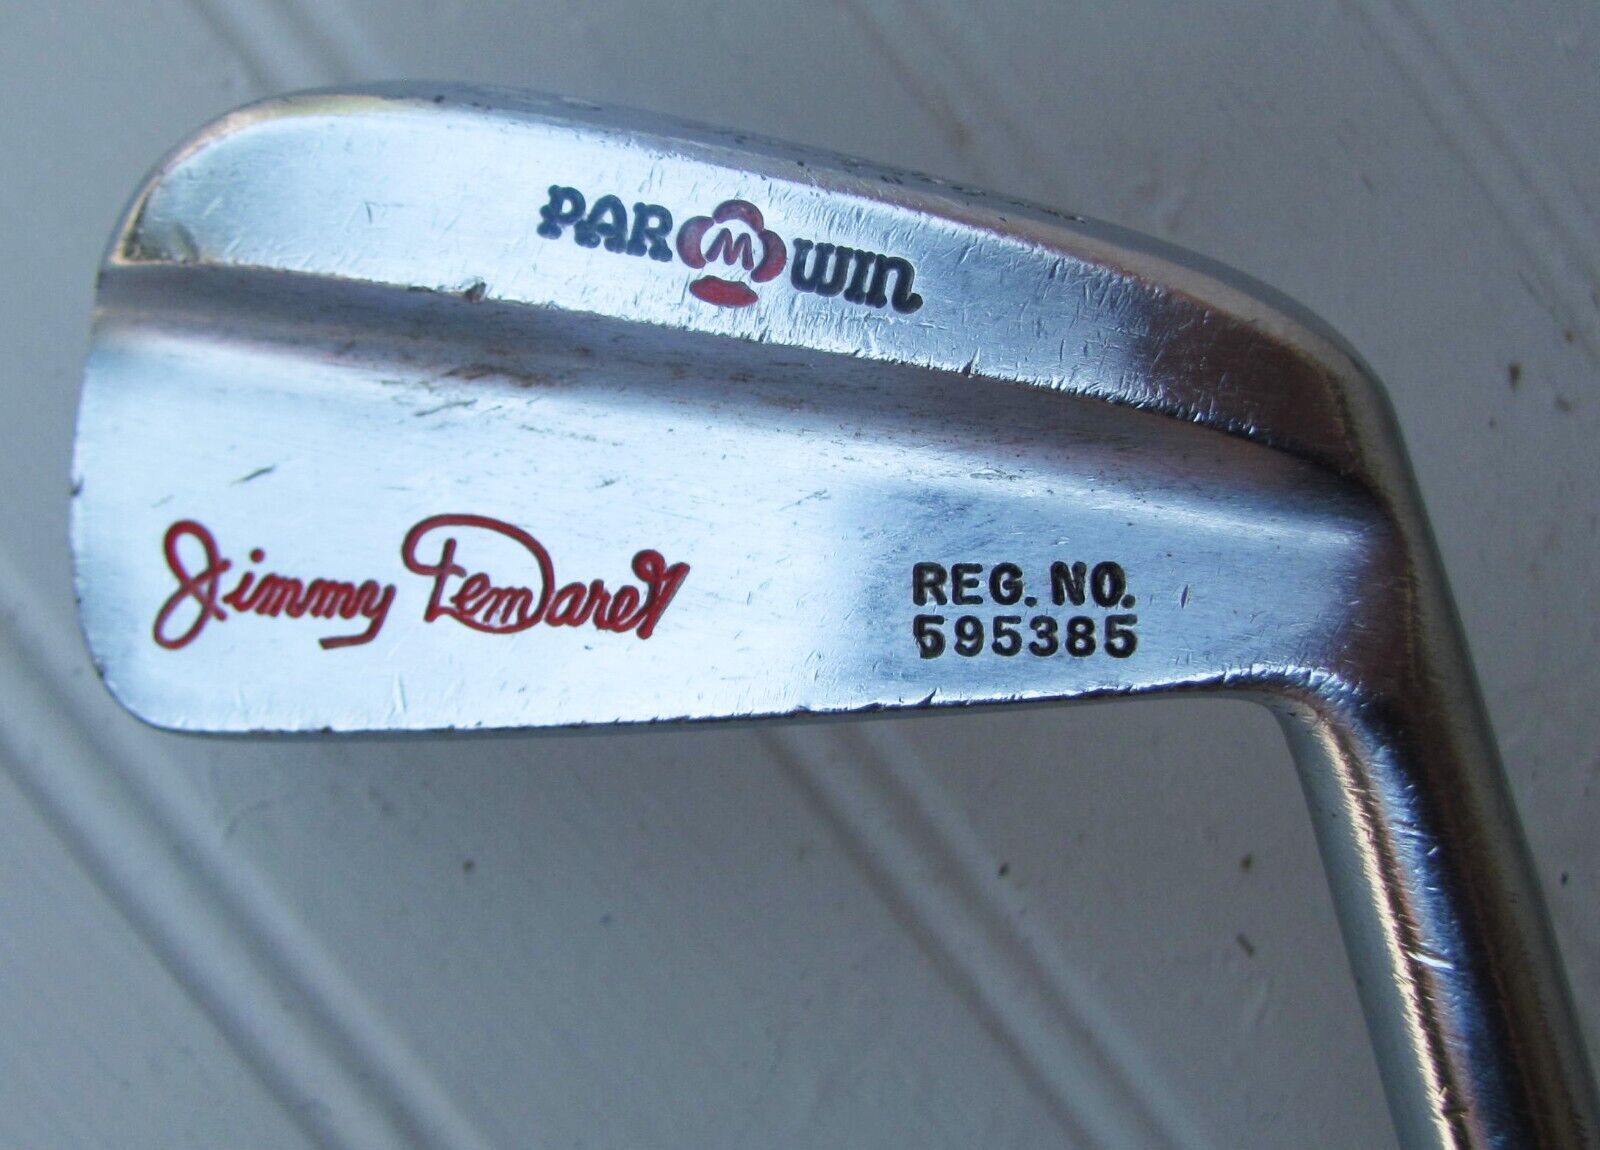 PAR M WIN
Jimmy Demaret
REG. NO.
595385